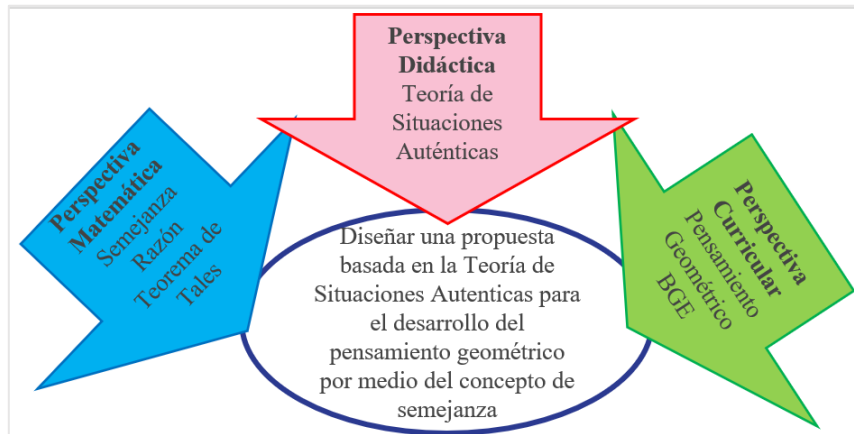 Perspectiva
Didáctica
Teoría de
Situaciones
Auténticas
Perspectiva
Matemática
Semejanza
Razón
Teorema de
Tales
Perspectiva
Curricular
Pensamiento
Geométrico
BGE
Diseñar una propuesta
basada en la Teoría de
Situaciones Autenticas para
el desarrollo del
pensamiento geométrico
por medio del concepto de
semejanza